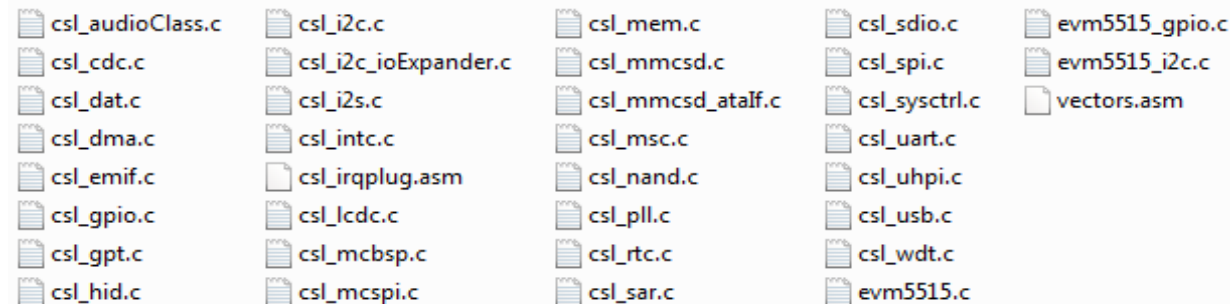 csl_audioClass.c
csl_cdc.c
csl_dat.c
csl_dma.c
csl_emif.c
csl_gpio.c
csl_gpt.c
csl_hid.c
csl_i2c.c
csl_i2c_ioExpander.c
csl_i2s.c
csl_intc.c
csl_irqplug.asm
csl_lcdc.c
csl_mcbsp.c
csl_mcspi.c
csl_mem.c
csl_mmcsd.c
csl_mmcsd_ataIf.c
csl_msc.c
csl_nand.c
csl_pll.c
csl_rtc.c
csl_sar.c
csl_sdio.c
csl_spi.c
csl_sysctrl.c
csl_uart.c
csl_uhpi.c
csl_usb.c
csl_wdt.c
evm5515.c
evm5515_gpio.c
evm5515_i2c.c
vectors.asm